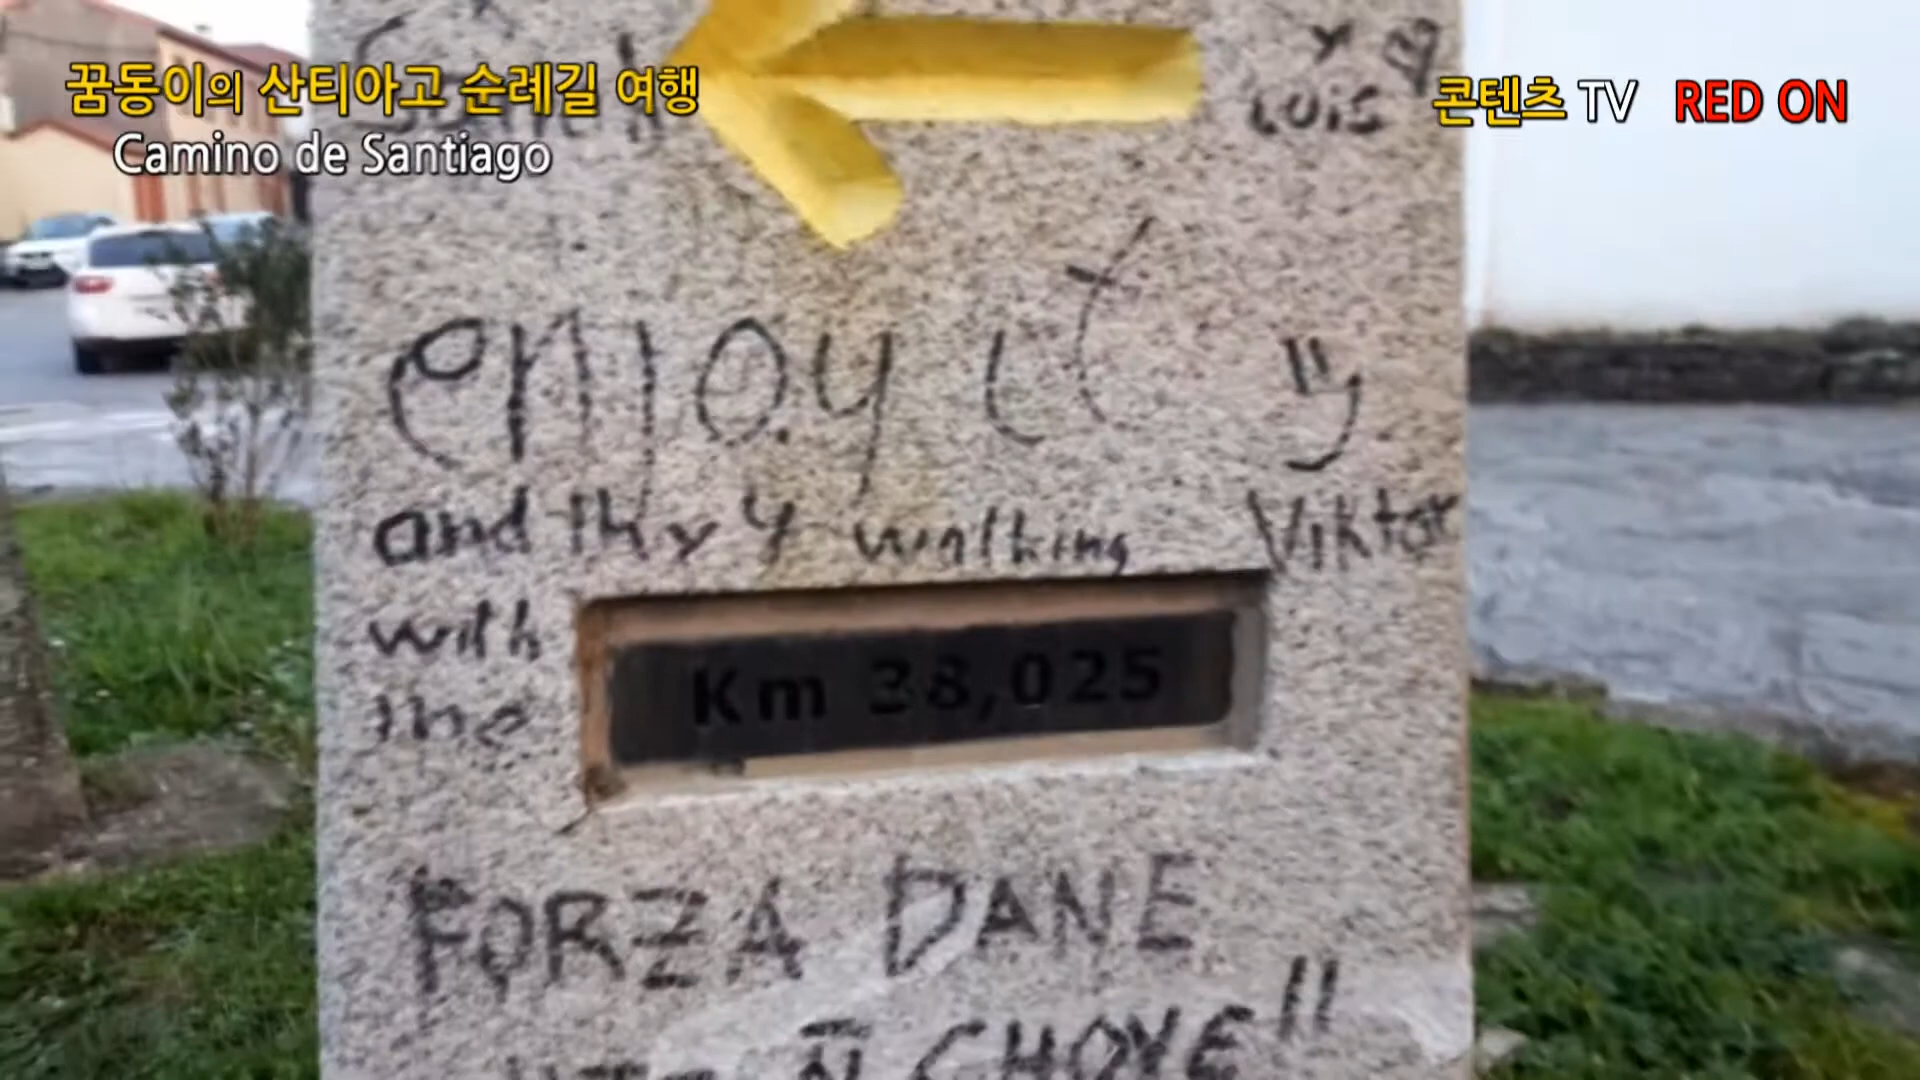 꿈동이의 산티아고 순례길 여행
Camino de Santiago
콘텐츠 TV RED ON
LUIS
enjoy it
and walking Viktor
with
the
Km 38,025
FORZA DANE
CHOVE"